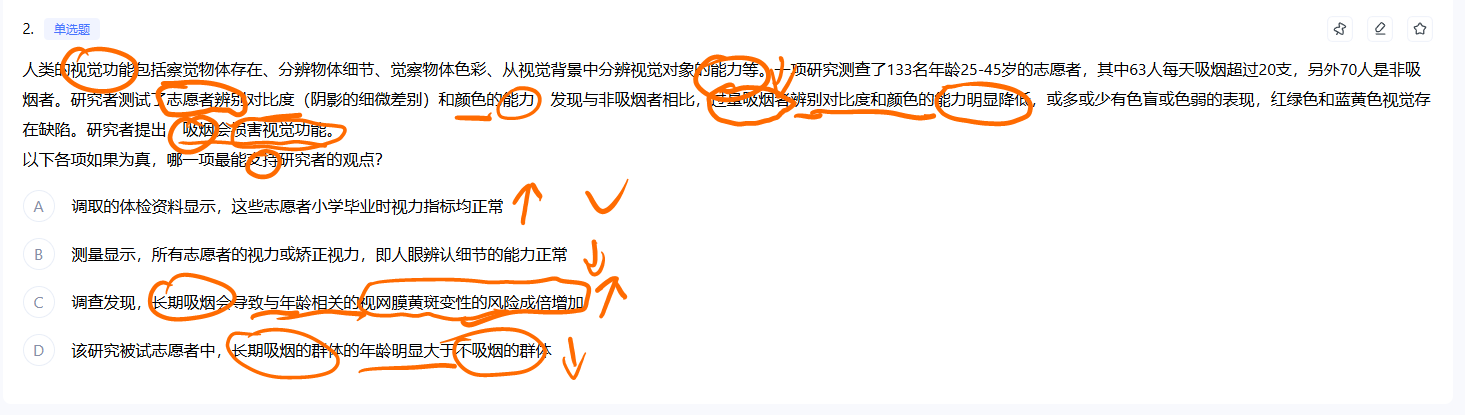 2. 单选题
人类的视觉功能包括察觉物体存在、分辨物体细节、觉察物体色彩、从视觉背景中分辨视觉对象的能力等。一项研究测查了133名年龄25-45岁的志愿者，其中63人每天吸烟超过20支，另外70人是非吸
烟者。研究者测试了志愿者辨别对比度（阴影的细微差别）和颜色的能力，发现与非吸烟者相比，过量吸烟者辨别对比度和颜色的能力明显降低，或多或少有色盲或色弱的表现，红绿色和蓝黄色视觉存
在缺陷。研究者提出，吸烟会损害视觉功能。
以下各项如果为真，哪一项最能支持研究者的观点？
A 调取的体检资料显示，这些志愿者小学毕业时视力指标均正常
B 测量显示，所有志愿者的视力或矫正视力，即人眼辨认细节的能力正常
C 调查发现，长期吸烟会导致与年龄相关的视网膜黄斑变性的风险成倍增加
D 该研究被试志愿者中，长期吸烟的群体的年龄明显大于不吸烟的群体